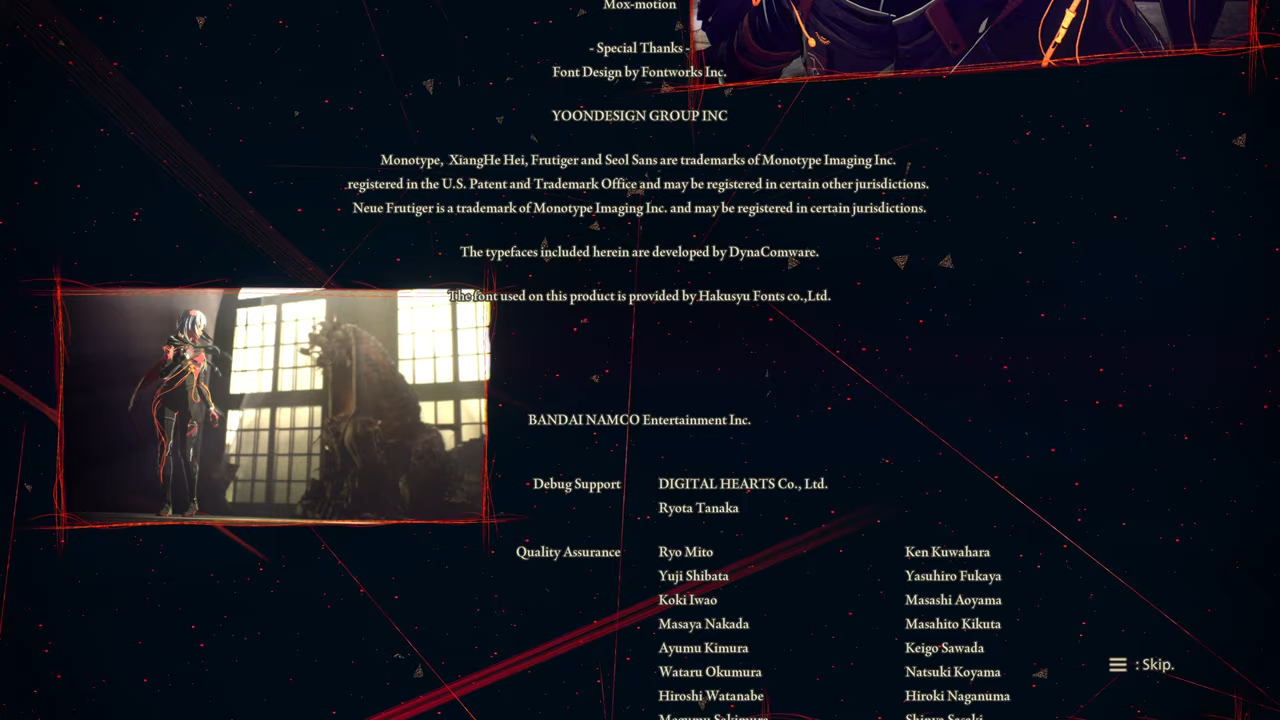 Mox-motion
- Special Thanks -
Font Design by Fontworks Inc.
YOONDESIGN GROUP INC
Monotype, XiangHe Hei, Frutiger and Seol Sans are trademarks of Monotype Imaging Inc.
registered in the U.S. Patent and Trademark Office and may be registered in certain other jurisdictions.
Neue Frutiger is a trademark of Monotype Imaging Inc. and may be registered in certain jurisdictions.
The typefaces included herein are developed by DynaComware.
The font used on this product is provided by Hakusyu Fonts co.,Ltd.
BANDAI NAMCO Entertainment Inc.
Debug Support DIGITAL HEARTS Co., Ltd.
Ryota Tanaka
Quality Assurance Ryo Mito Ken Kuwahara
Yuji Shibata Yasuhiro Fukaya
Koki Iwao Masashi Aoyama
Masaya Nakada Masahito Kikuta
Ayumu Kimura Keigo Sawada
Wataru Okumura Natsuki Koyama
Hiroshi Watanabe Hiroki Naganuma
: Skip.